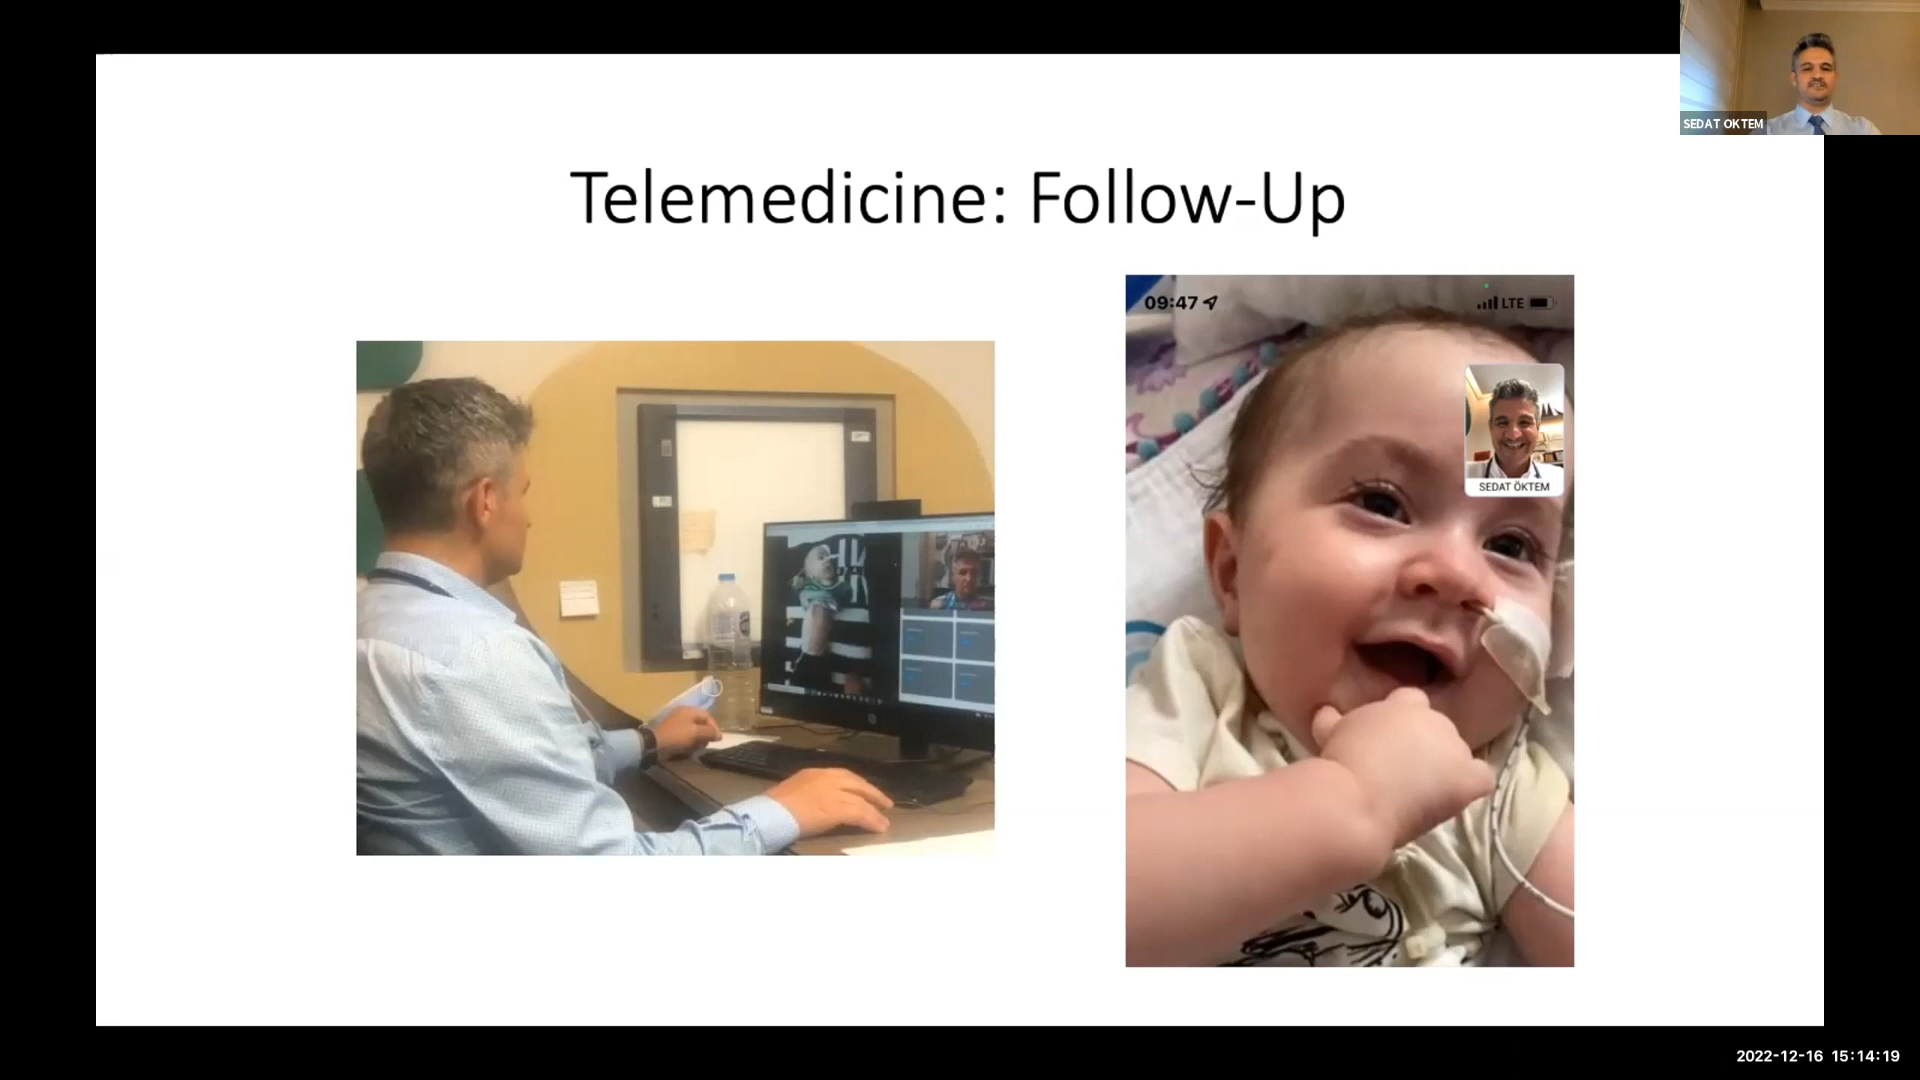 SEDAT OKTEM
Telemedicine: Follow-Up
09:47
LTE
SEDAT ÖKTEM
2022-12-16 15:14:19